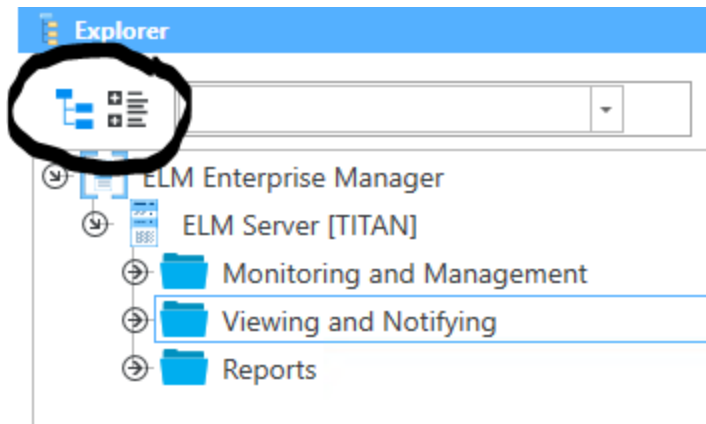 Explorer
ELM Enterprise Manager
ELM Server [TITAN]
Monitoring and Management
Viewing and Notifying
Reports